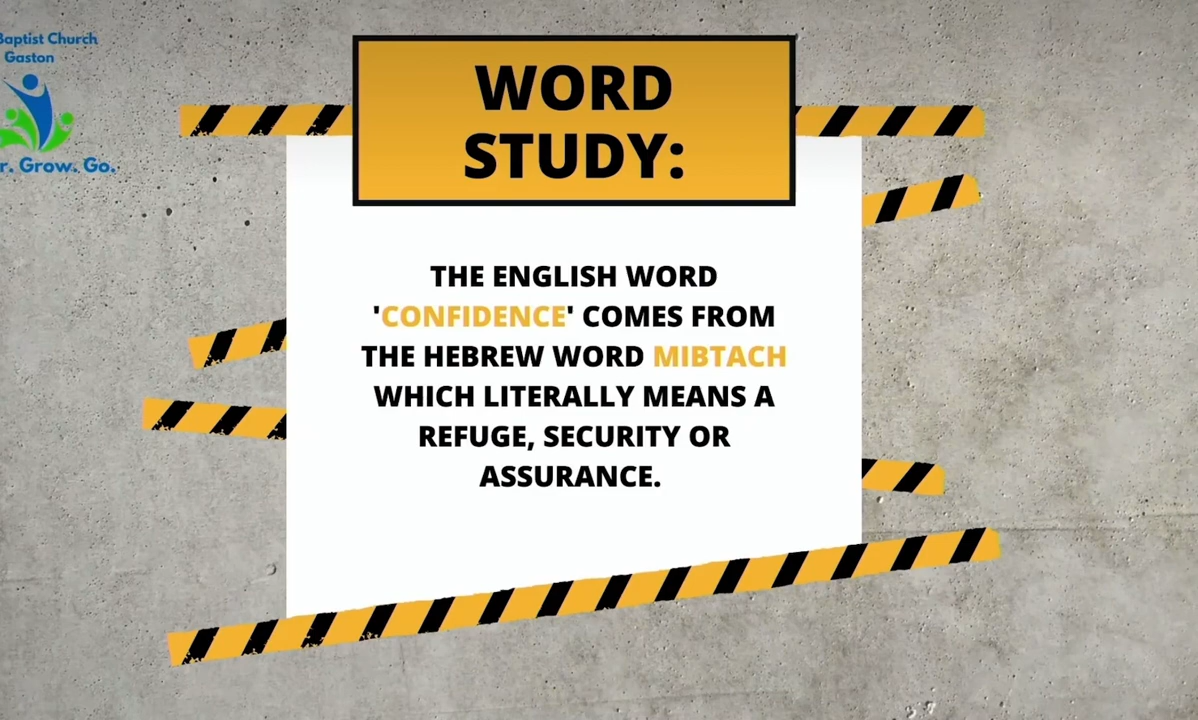 Baptist Church
Gaston
Grow. Go.
WORD
STUDY:
THE ENGLISH WORD
'CONFIDENCE' COMES FROM
THE HEBREW WORD MIBTACH
WHICH LITERALLY MEANS A
REFUGE, SECURITY OR
ASSURANCE.